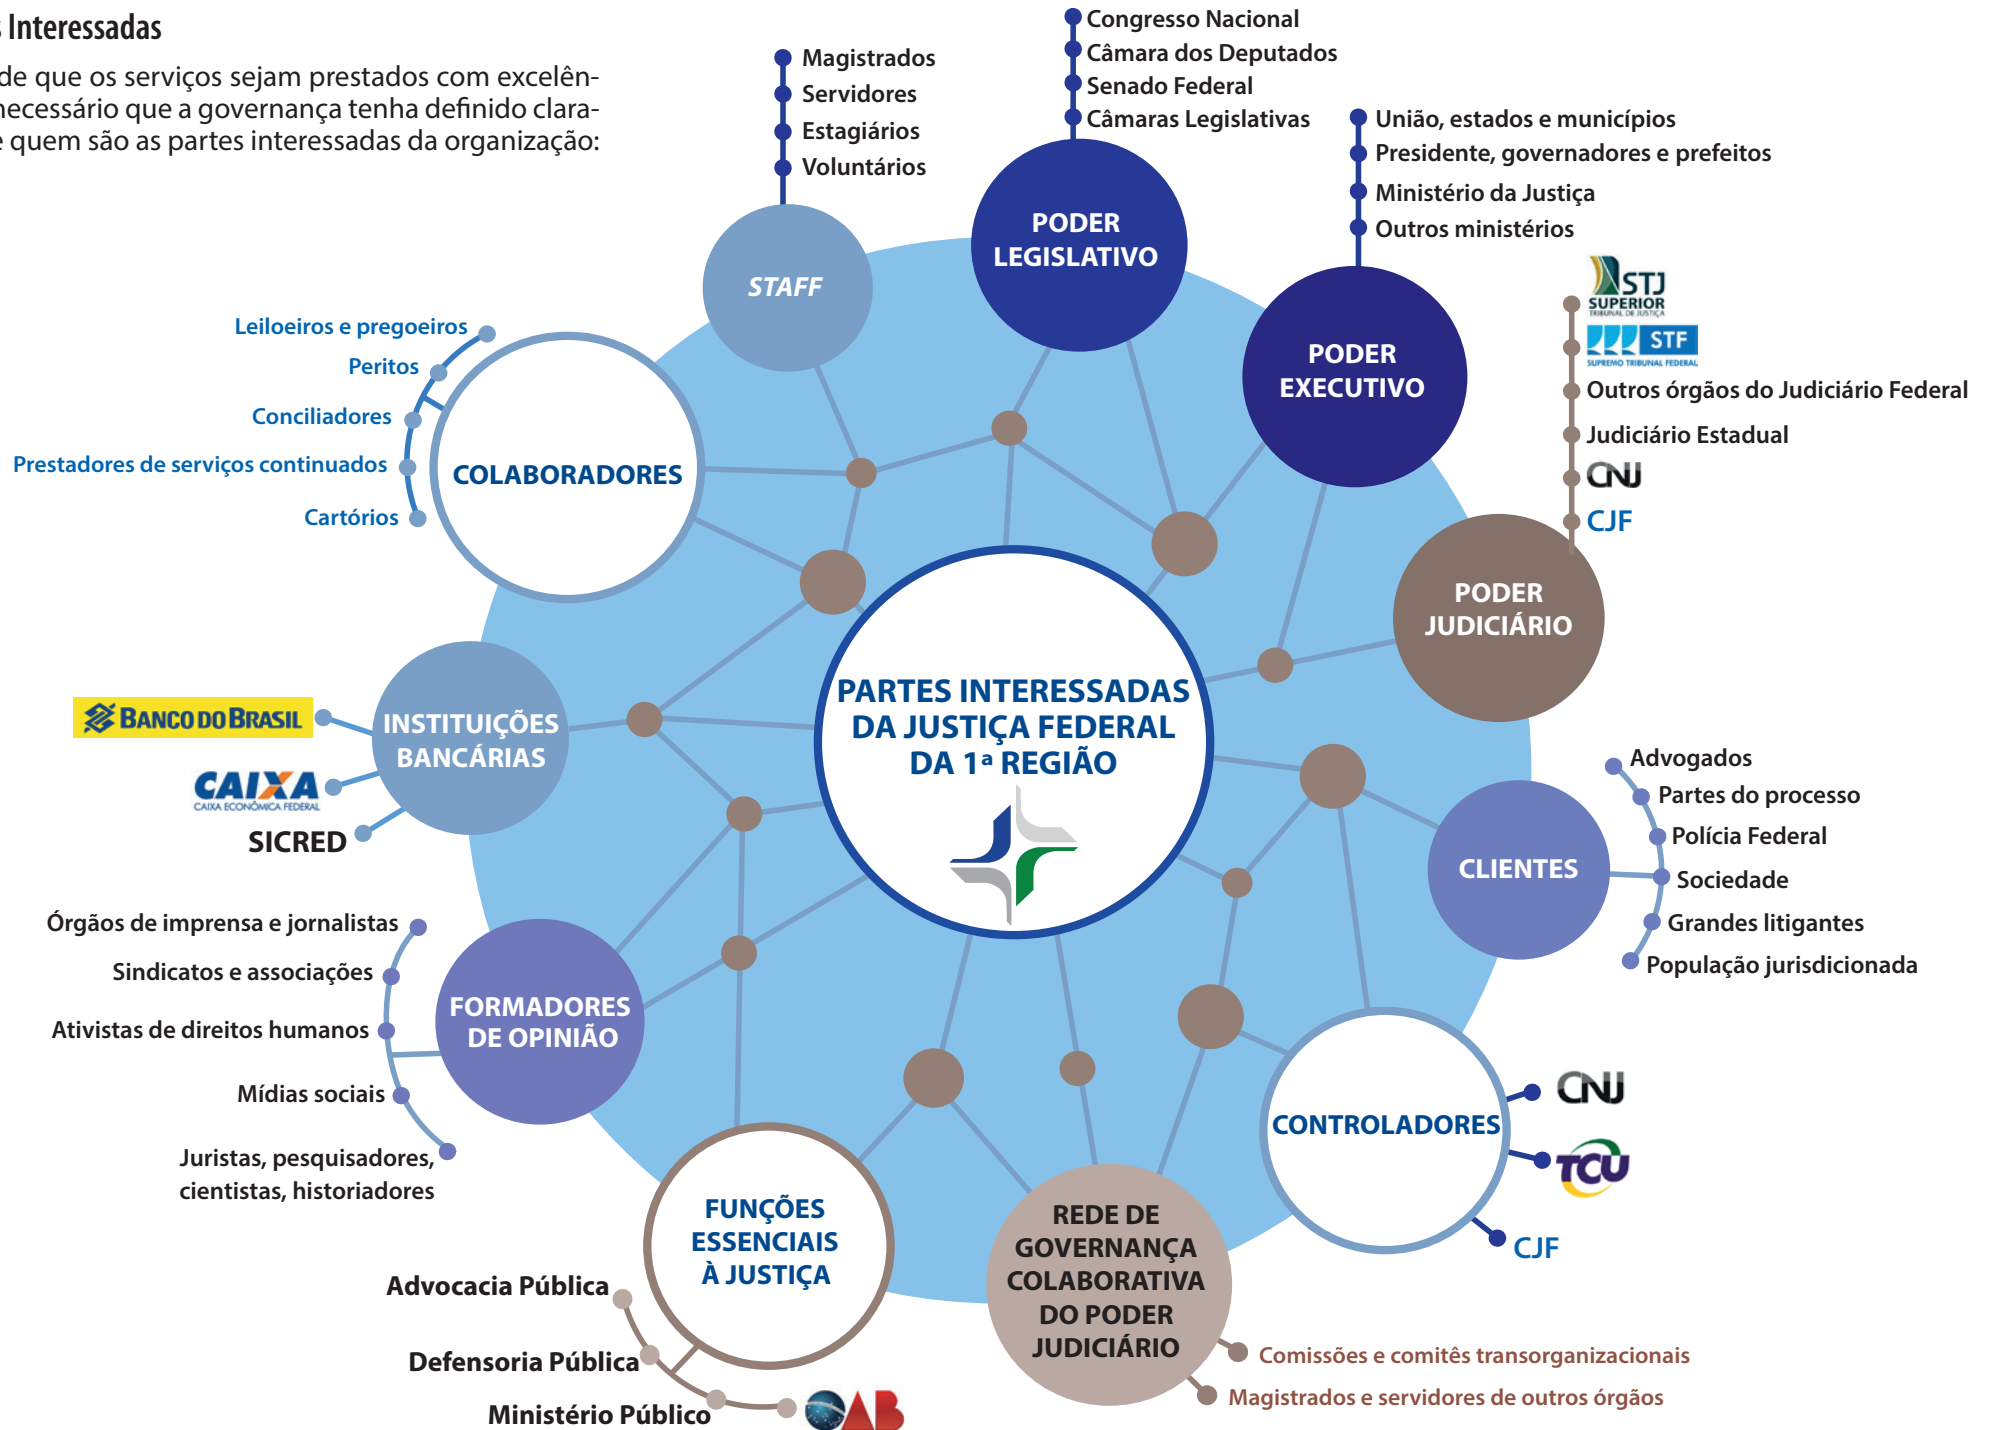 s Interessadas
de que os serviços sejam prestados com excelên-
necessário que a governança tenha definido clara-
e quem são as partes interessadas da organização:
Magistrados
Servidores
Estagiários
Voluntários
STAFF
Congresso Nacional
Câmara dos Deputados
Senado Federal
Câmaras Legislativas
PODER
LEGISLATIVO
União, estados e municípios
Presidente, governadores e prefeitos
Ministério da Justiça
Outros ministérios
PODER
EXECUTIVO
STJ
SUPERIOR
TRIBUNAL DE JUSTIÇA
STF
SUPREMO TRIBUNAL FEDERAL
Outros órgãos do Judiciário Federal
Judiciário Estadual
CNJ
CJF
PODER
JUDICIÁRIO
Leiloeiros e pregoeiros
Peritos
Conciliadores
Prestadores de serviços continuados
Cartórios
COLABORADORES
PARTES INTERESSADAS
DA JUSTIÇA FEDERAL
DA 1ª REGIÃO
BANCO DO BRASIL
CAIXA
CAIXA ECONÔMICA FEDERAL
SICRED
INSTITUIÇÕES
BANCÁRIAS
Advogados
Partes do processo
Polícia Federal
Sociedade
Grandes litigantes
População jurisdicionada
CLIENTES
Órgãos de imprensa e jornalistas
Sindicatos e associações
Ativistas de direitos humanos
Mídias sociais
Juristas, pesquisadores,
cientistas, historiadores
FORMADORES
DE OPINIÃO
CONTROLADORES
CNJ
TCU
CJF
FUNÇÕES
ESSENCIAIS
À JUSTIÇA
Advocacia Pública
Defensoria Pública
Ministério Público
OAB
REDE DE
GOVERNANÇA
COLABORATIVA
DO PODER
JUDICIÁRIO
Comissões e comitês transorganizacionais
Magistrados e servidores de outros órgãos